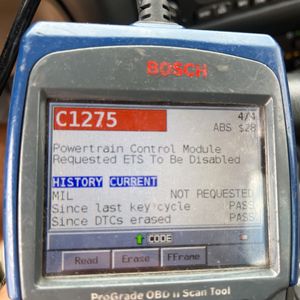 BOSCH
C1275
4/4
ABS $28
Powertrain Control Module
Requested ETS To Be Disabled
HISTORY CURRENT
MIL NOT REQUESTED
Since last key cycle PASS
Since DTCs erased PASS
CODE
Read Erase FFrame
ProGrade OBD II Scan Tool